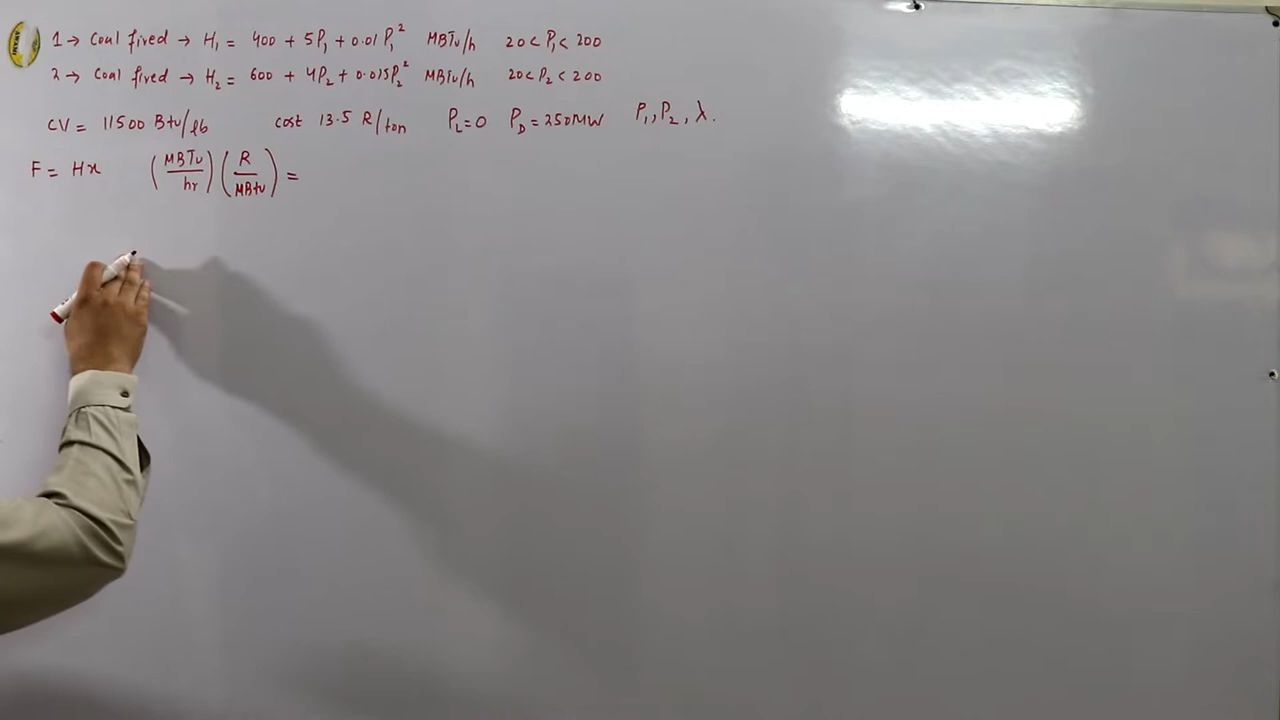 1 → Coal fired → H₁ = 400 + 5P₁ + 0.01 P₁² MBTu/h 20 < P₁ < 200
2 → Coal fired → H₂ = 600 + 4P₂ + 0.015P₂² MBTu/h 20 < P₂ < 200
CV = 11500 Btu/lb cost 13.5 R/ton P_L = 0 P_D = 350MW P₁, P₂, λ.
F = Hx (MBTu/hr) (R/MBtu) =